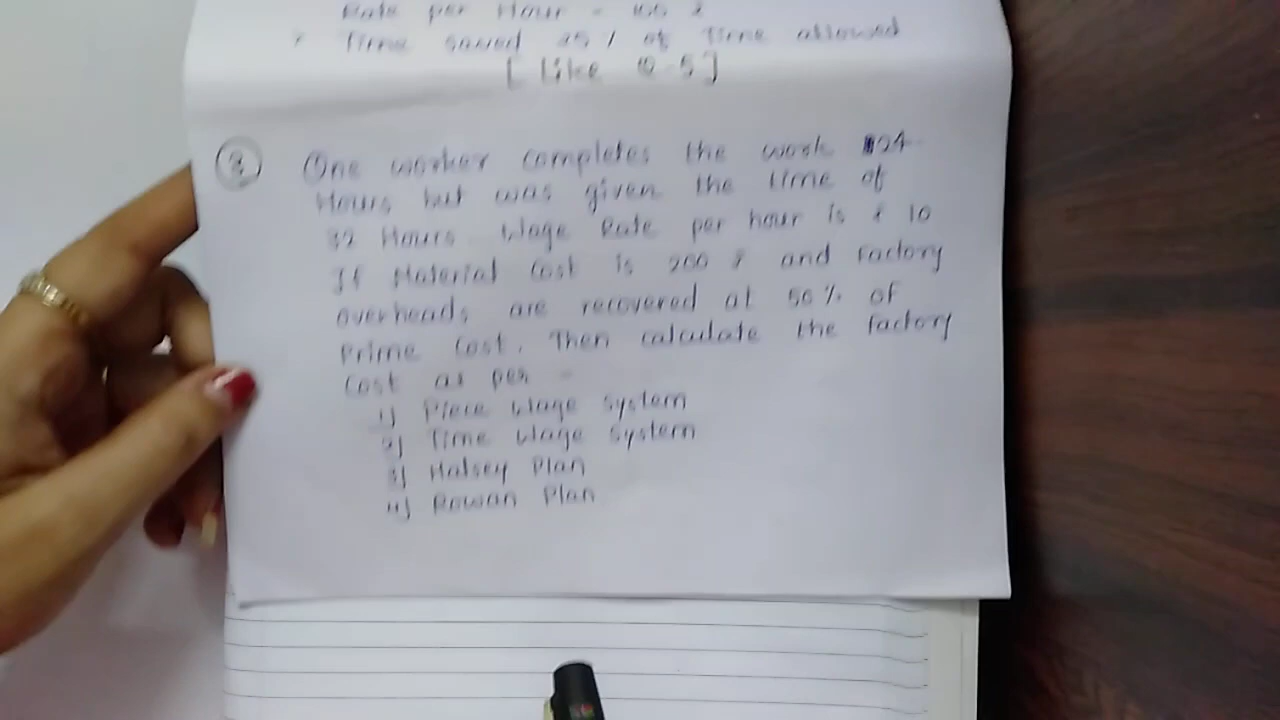 Rate per Hour -
Time saved 25% of Time allowed
[ Like Q-5 ]
One worker completes the work 24
Hours but was given the time of
32 Hours. Wage Rate per hour is ₹ 10
If Material Cost is 200 ₹ and Factory
overheads are recovered at 50% of
Prime Cost. Then calculate the factory
Cost as per -
1) Piece Wage System
2) Time Wage System
3) Halsey Plan
4) Rowan Plan